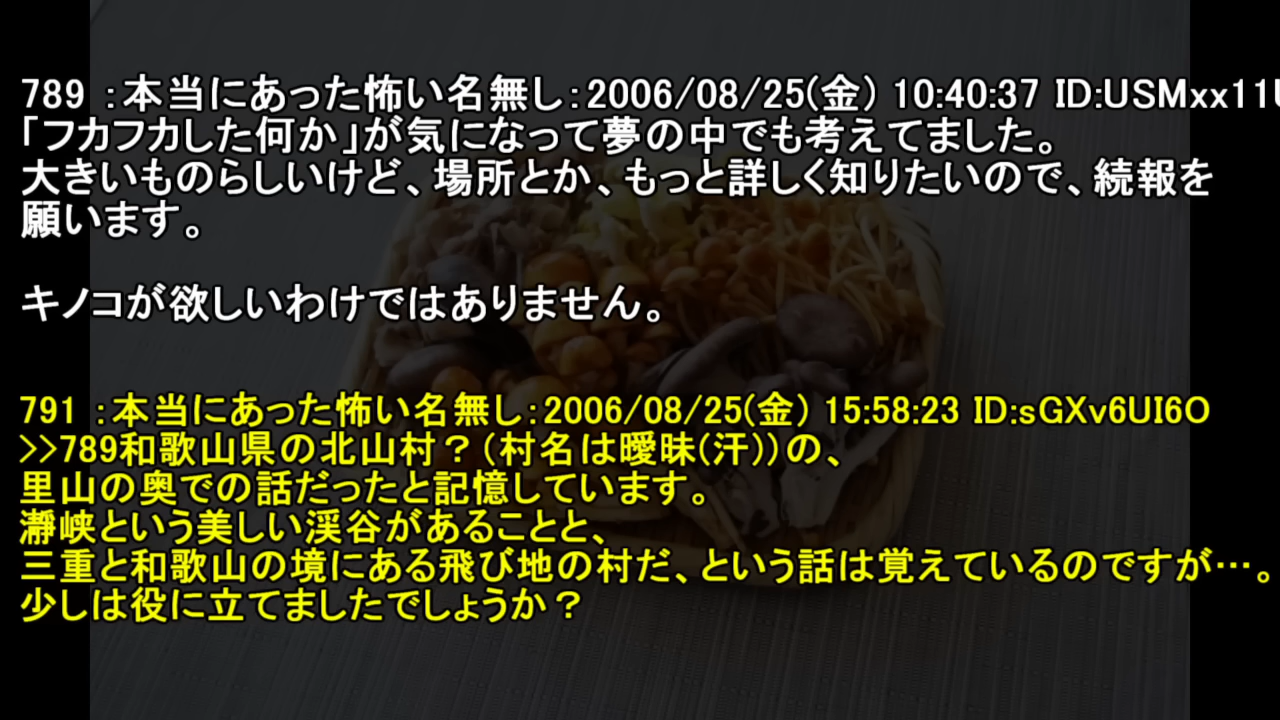 789 :本当にあった怖い名無し:2006/08/25(金) 10:40:37 ID:USMxx11U
「フカフカした何か」が気になって夢の中でも考えてました。
大きいものらしいけど、場所とか、もっと詳しく知りたいので、続報を
願います。
キノコが欲しいわけではありません。
791 :本当にあった怖い名無し:2006/08/25(金) 15:58:23 ID:sGXv6UI6O
>>789和歌山県の北山村？(村名は曖昧(汗))の、
里山の奥での話だったと記憶しています。
瀞峡という美しい渓谷があることと、
三重と和歌山の境にある飛び地の村だ、という話は覚えているのですが…。
少しは役に立てましたでしょうか？